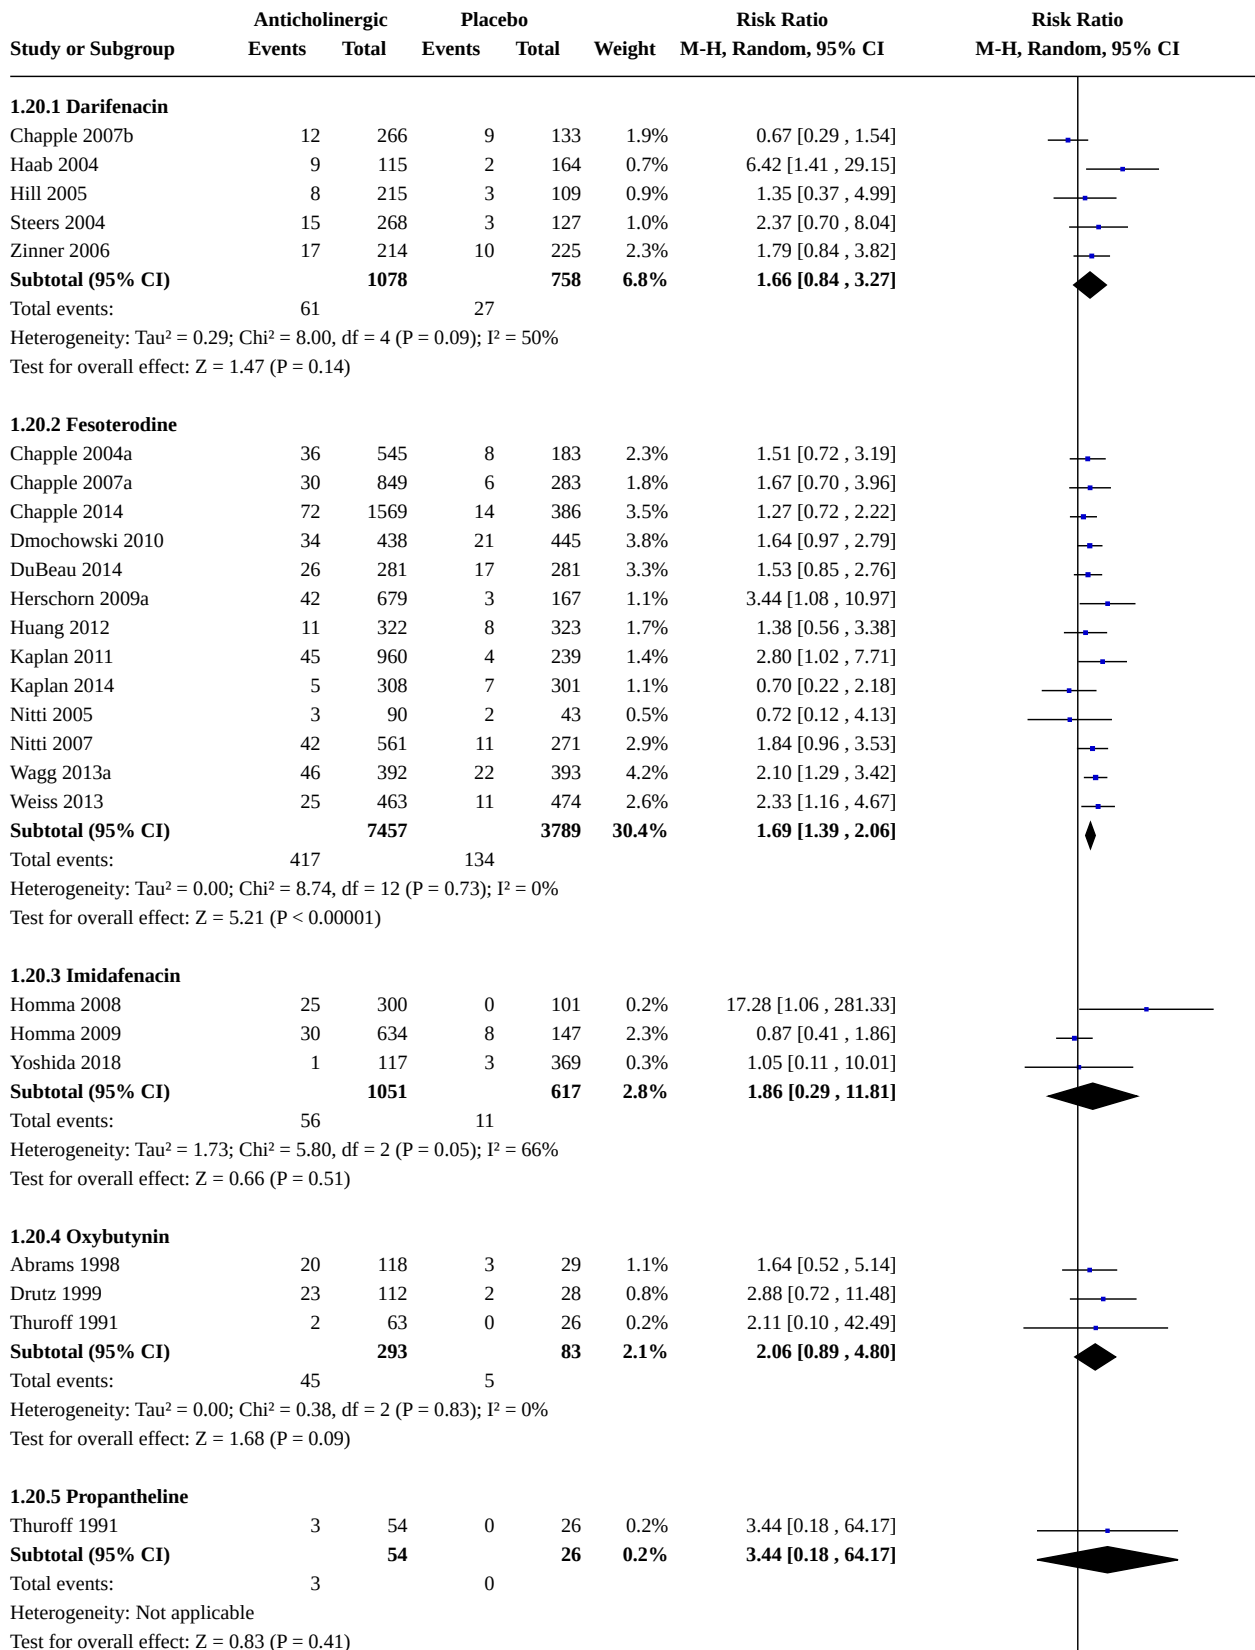 Anticholinergic Placebo Risk Ratio Risk Ratio
Study or Subgroup Events Total Events Total Weight M-H, Random, 95% CI M-H, Random, 95% CI
1.20.1 Darifenacin
Chapple 2007b 12 266 9 133 1.9% 0.67 [0.29 , 1.54]
Haab 2004 9 115 2 164 0.7% 6.42 [1.41 , 29.15]
Hill 2005 8 215 3 109 0.9% 1.35 [0.37 , 4.99]
Steers 2004 15 268 3 127 1.0% 2.37 [0.70 , 8.04]
Zinner 2006 17 214 10 225 2.3% 1.79 [0.84 , 3.82]
Subtotal (95% CI) 1078 758 6.8% 1.66 [0.84 , 3.27]
Total events: 61 27
Heterogeneity: Tau² = 0.29; Chi² = 8.00, df = 4 (P = 0.09); I² = 50%
Test for overall effect: Z = 1.47 (P = 0.14)
1.20.2 Fesoterodine
Chapple 2004a 36 545 8 183 2.3% 1.51 [0.72 , 3.19]
Chapple 2007a 30 849 6 283 1.8% 1.67 [0.70 , 3.96]
Chapple 2014 72 1569 14 386 3.5% 1.27 [0.72 , 2.22]
Dmochowski 2010 34 438 21 445 3.8% 1.64 [0.97 , 2.79]
DuBeau 2014 26 281 17 281 3.3% 1.53 [0.85 , 2.76]
Herschorn 2009a 42 679 3 167 1.1% 3.44 [1.08 , 10.97]
Huang 2012 11 322 8 323 1.7% 1.38 [0.56 , 3.38]
Kaplan 2011 45 960 4 239 1.4% 2.80 [1.02 , 7.71]
Kaplan 2014 5 308 7 301 1.1% 0.70 [0.22 , 2.18]
Nitti 2005 3 90 2 43 0.5% 0.72 [0.12 , 4.13]
Nitti 2007 42 561 11 271 2.9% 1.84 [0.96 , 3.53]
Wagg 2013a 46 392 22 393 4.2% 2.10 [1.29 , 3.42]
Weiss 2013 25 463 11 474 2.6% 2.33 [1.16 , 4.67]
Subtotal (95% CI) 7457 3789 30.4% 1.69 [1.39 , 2.06]
Total events: 417 134
Heterogeneity: Tau² = 0.00; Chi² = 8.74, df = 12 (P = 0.73); I² = 0%
Test for overall effect: Z = 5.21 (P < 0.00001)
1.20.3 Imidafenacin
Homma 2008 25 300 0 101 0.2% 17.28 [1.06 , 281.33]
Homma 2009 30 634 8 147 2.3% 0.87 [0.41 , 1.86]
Yoshida 2018 1 117 3 369 0.3% 1.05 [0.11 , 10.01]
Subtotal (95% CI) 1051 617 2.8% 1.86 [0.29 , 11.81]
Total events: 56 11
Heterogeneity: Tau² = 1.73; Chi² = 5.80, df = 2 (P = 0.05); I² = 66%
Test for overall effect: Z = 0.66 (P = 0.51)
1.20.4 Oxybutynin
Abrams 1998 20 118 3 29 1.1% 1.64 [0.52 , 5.14]
Drutz 1999 23 112 2 28 0.8% 2.88 [0.72 , 11.48]
Thuroff 1991 2 63 0 26 0.2% 2.11 [0.10 , 42.49]
Subtotal (95% CI) 293 83 2.1% 2.06 [0.89 , 4.80]
Total events: 45 5
Heterogeneity: Tau² = 0.00; Chi² = 0.38, df = 2 (P = 0.83); I² = 0%
Test for overall effect: Z = 1.68 (P = 0.09)
1.20.5 Propantheline
Thuroff 1991 3 54 0 26 0.2% 3.44 [0.18 , 64.17]
Subtotal (95% CI) 54 26 0.2% 3.44 [0.18 , 64.17]
Total events: 3 0
Heterogeneity: Not applicable
Test for overall effect: Z = 0.83 (P = 0.41)